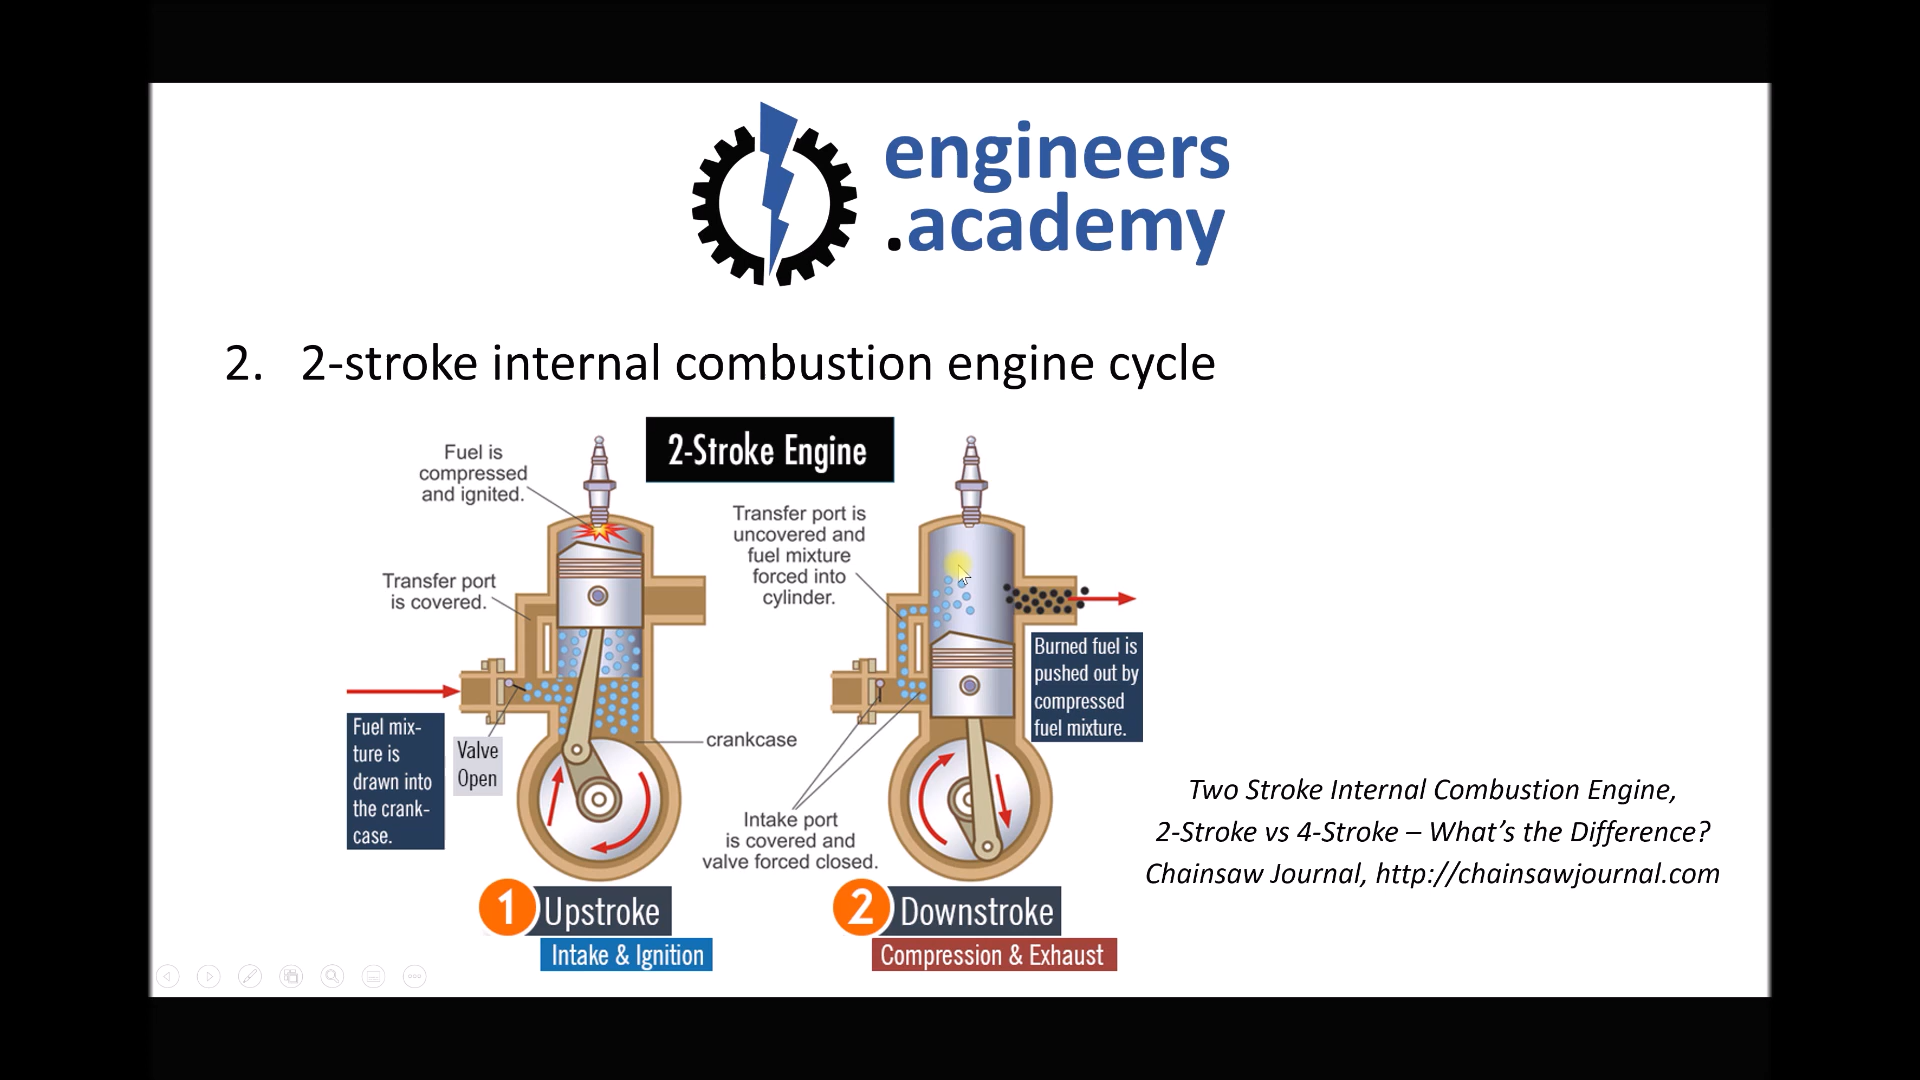 engineers
.academy
2. 2-stroke internal combustion engine cycle
2-Stroke Engine
Fuel is
compressed
and ignited.
Transfer port
is covered.
Fuel mix-
ture is
drawn into
the crank-
case.
Valve
Open
crankcase
1 Upstroke
Intake & Ignition
Transfer port is
uncovered and
fuel mixture
forced into
cylinder.
Burned fuel is
pushed out by
compressed
fuel mixture.
Intake port
is covered and
valve forced closed.
2 Downstroke
Compression & Exhaust
Two Stroke Internal Combustion Engine,
2-Stroke vs 4-Stroke – What’s the Difference?
Chainsaw Journal, http://chainsawjournal.com